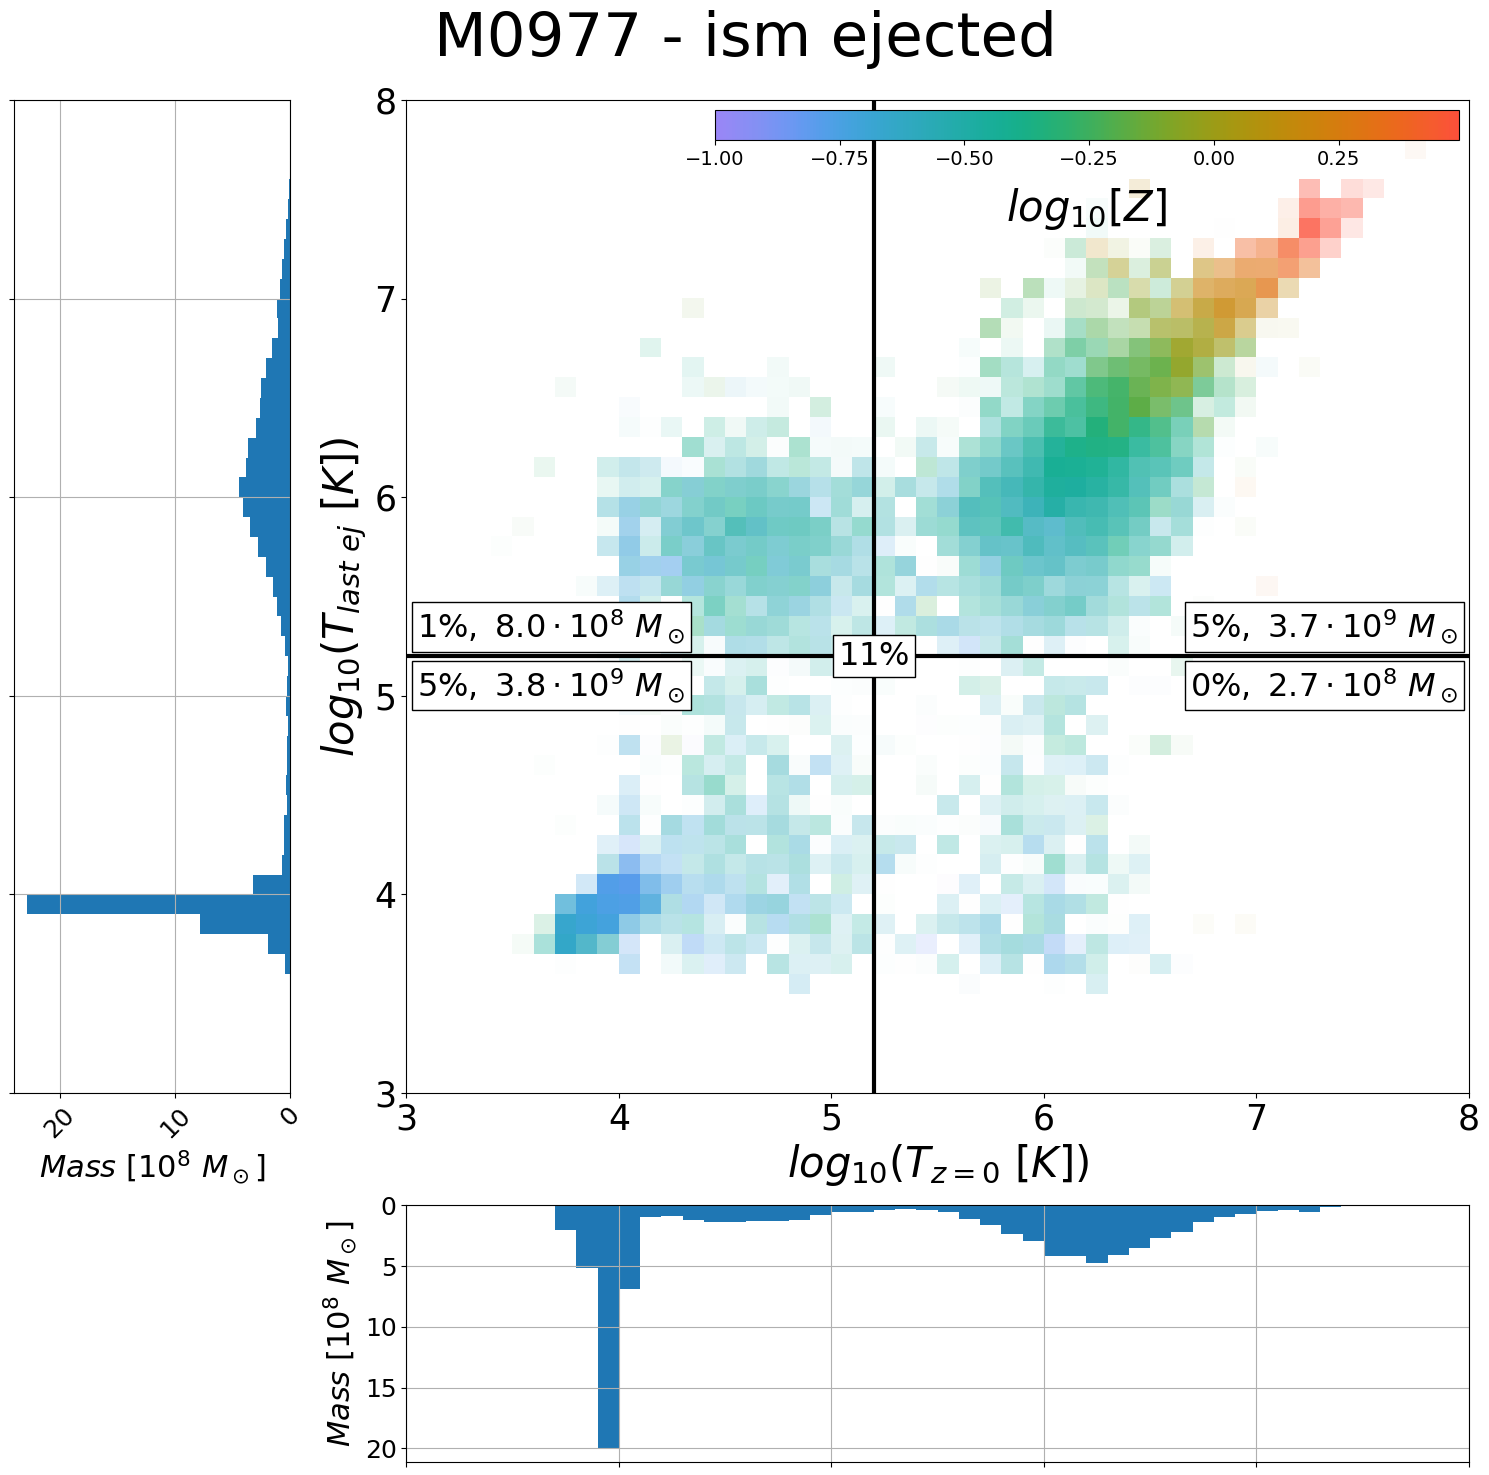 M0977 - ism ejected
−1.00 −0.75 −0.50 −0.25 0.00 0.25
log10[Z]
8
7
6
5
4
3
log10(Tlast ej [K])
1%, 8.0 · 10^8 M⊙
5%, 3.7 · 10^9 M⊙
11%
5%, 3.8 · 10^9 M⊙
0%, 2.7 · 10^8 M⊙
20 10 0
Mass [10^8 M⊙]
3 4 5 6 7 8
log10(Tz=0 [K])
0
5
10
15
20
Mass [10^8 M⊙]